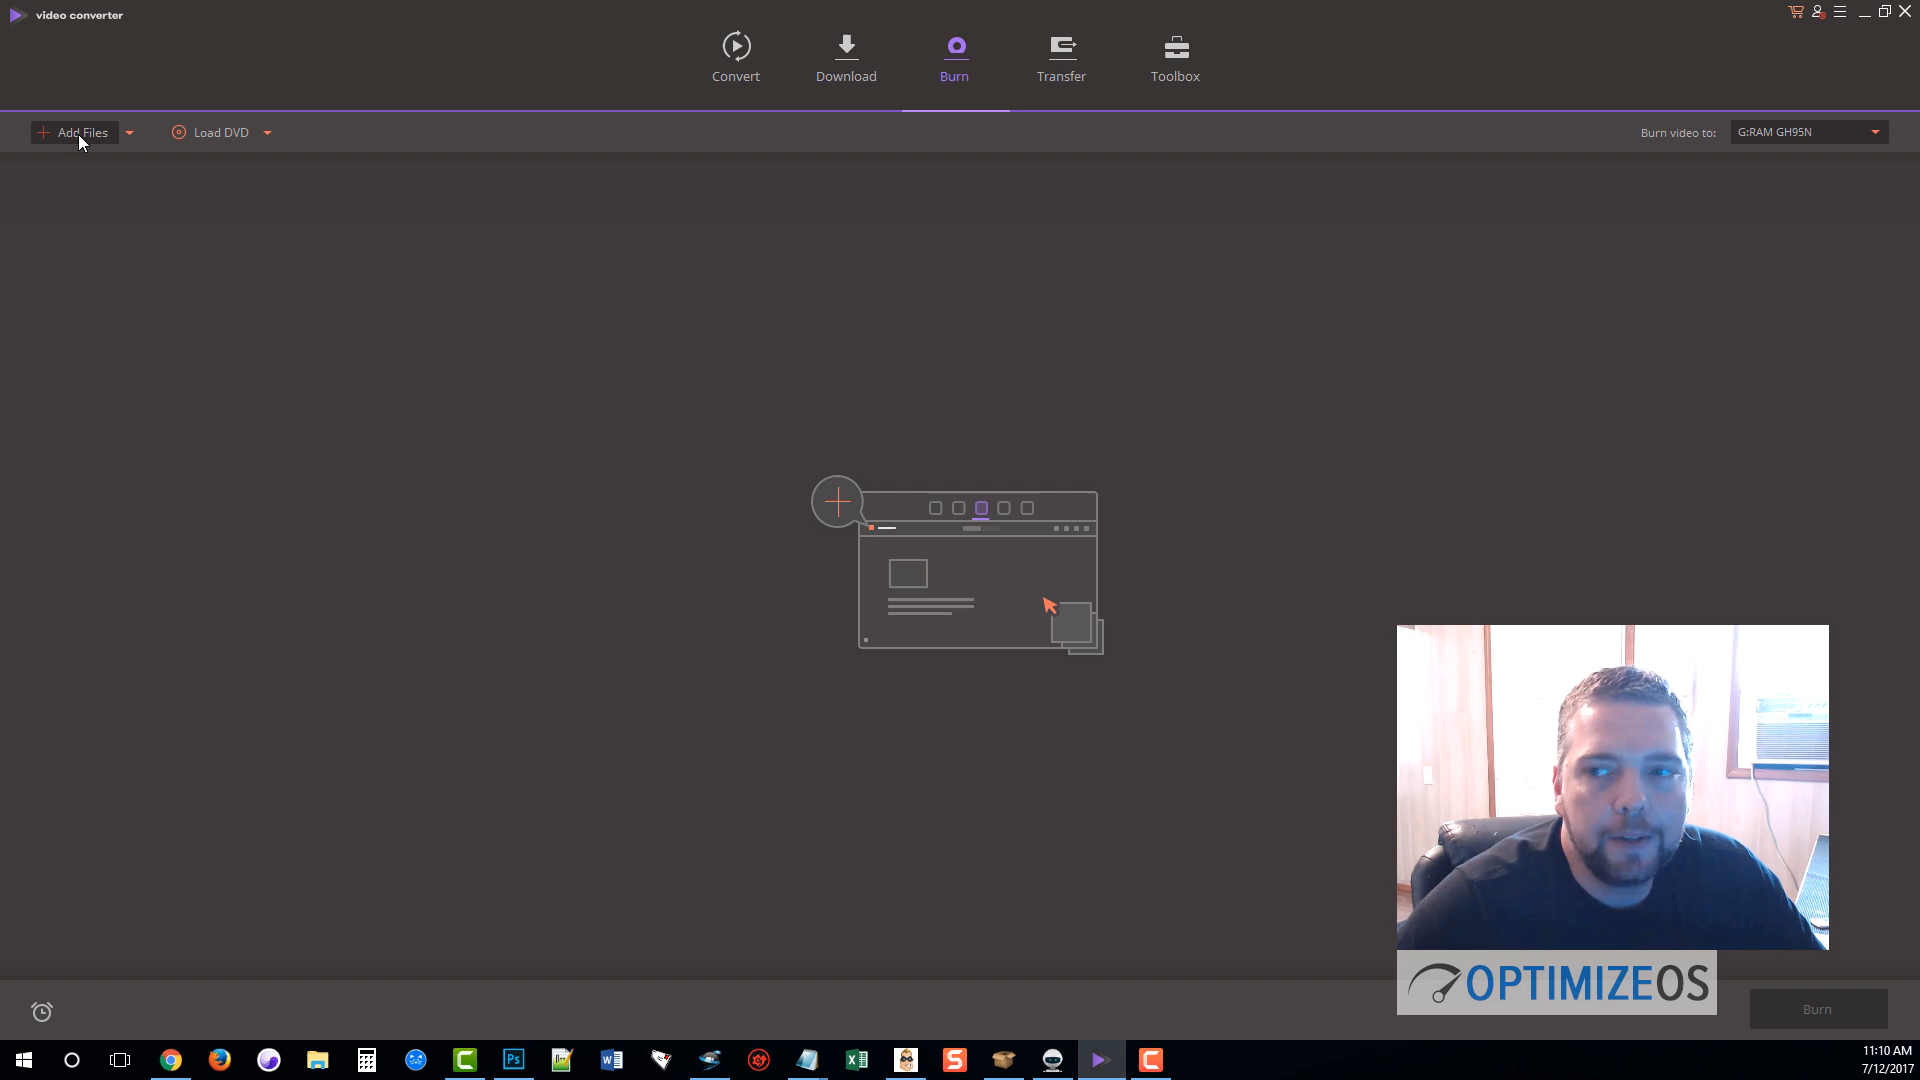 video converter
Convert
Download
Burn
Transfer
Toolbox
Add Files
Load DVD
Burn video to:
G:RAM GH95N
OPTIMIZEOS
Burn
Ps
11:10 AM
7/12/2017